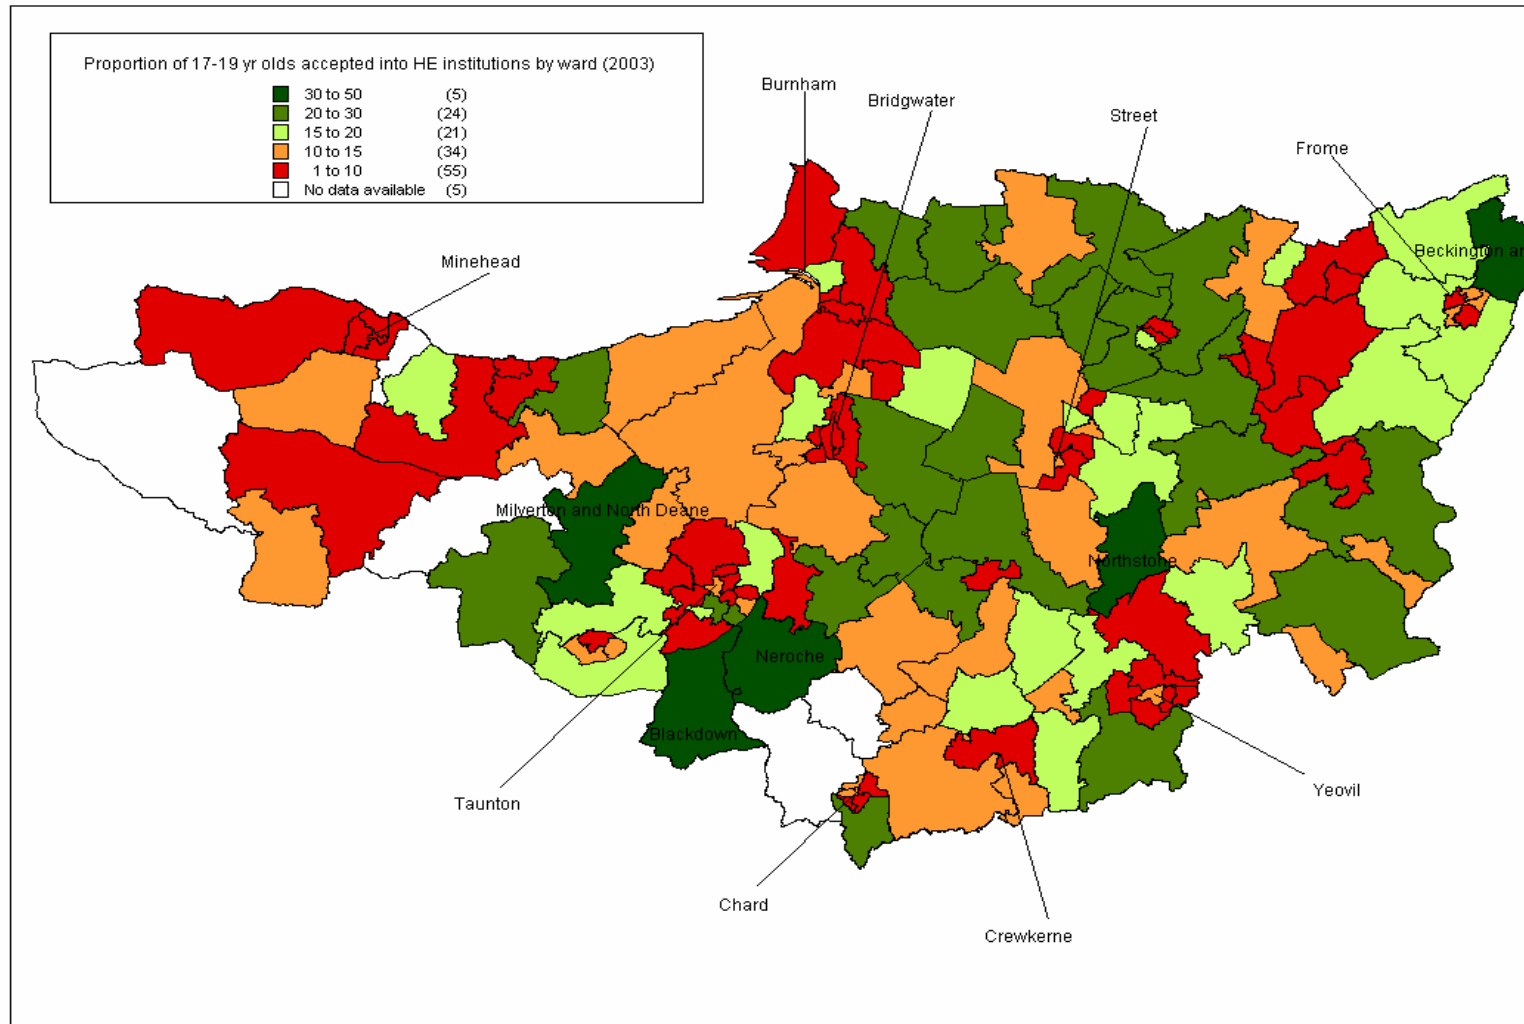 Proportion of 17-19 yr olds accepted into HE institutions by ward (2003)
30 to 50 (5)
20 to 30 (24)
15 to 20 (21)
10 to 15 (34)
1 to 10 (55)
No data available (5)
Burnham
Bridgwater
Street
Frome
Minehead
Beckington an
Milverton and North Deane
Northstone
Neroche
Blackdown
Taunton
Yeovil
Chard
Crewkerne